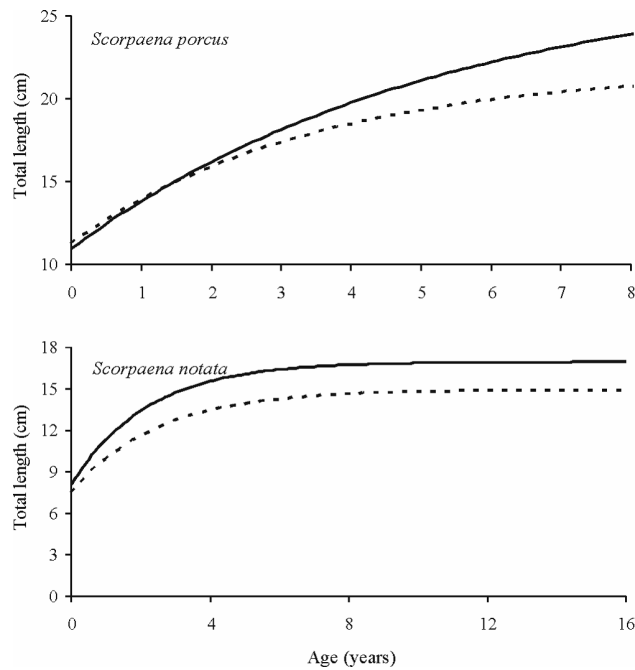 25
Scorpaena porcus
20
15
10
Total length (cm)
0 1 2 3 4 5 6 7 8
18
Scorpaena notata
15
12
9
6
3
0
Total length (cm)
0 4 8 12 16
Age (years)